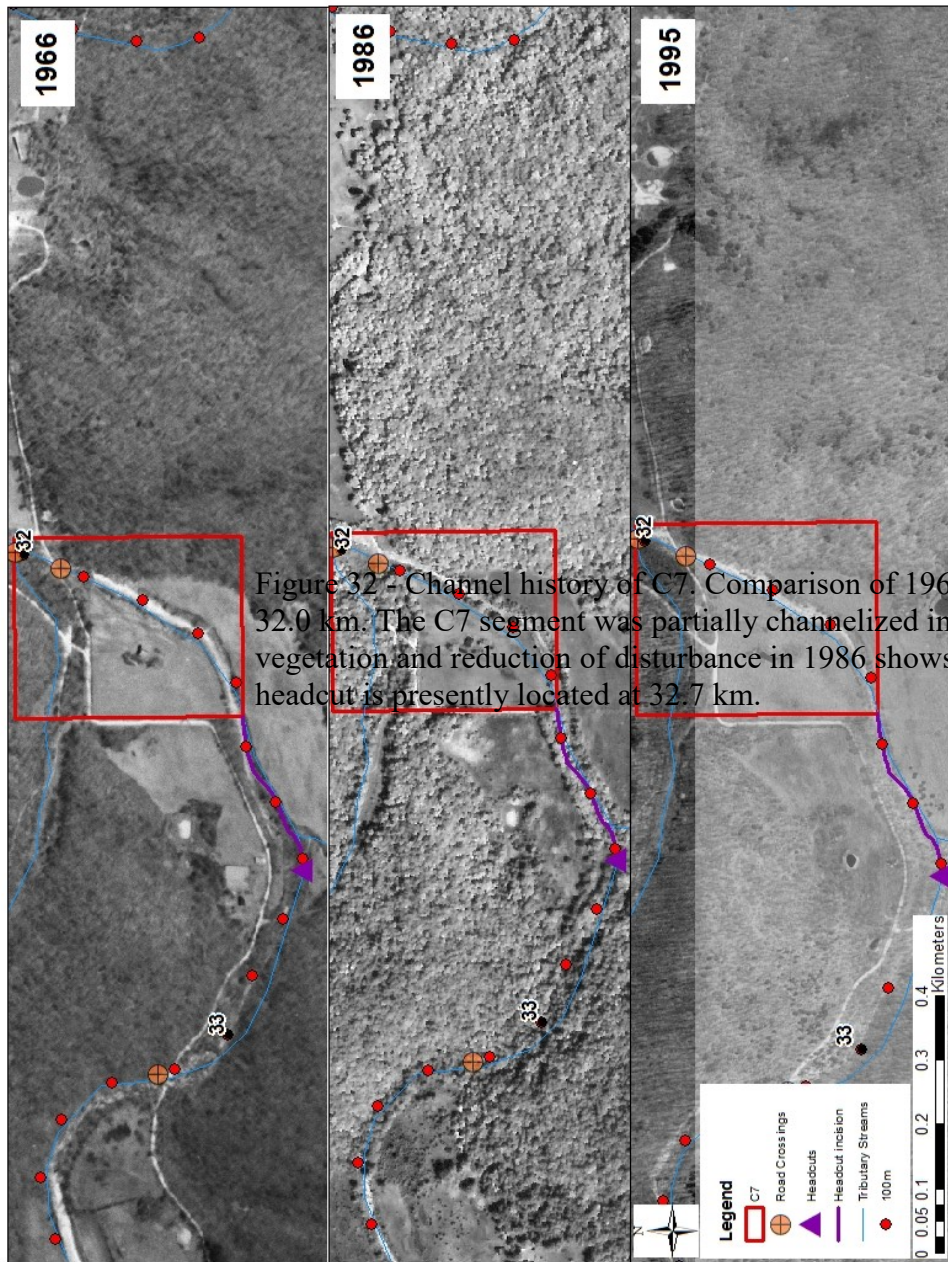 1966
32
33
1986
32
1995
32
33
Figure 32 - Channel history of C7. Comparison of 196
32.0 km. The C7 segment was partially channelized in
vegetation and reduction of disturbance in 1986 shows
headcut is presently located at 32.7 km.
N
Legend
C7
Road Crossings
Headcuts
Headcut incision
Tributary Streams
100m
0 0.05 0.1 0.2 0.3 0.4
Kilometers